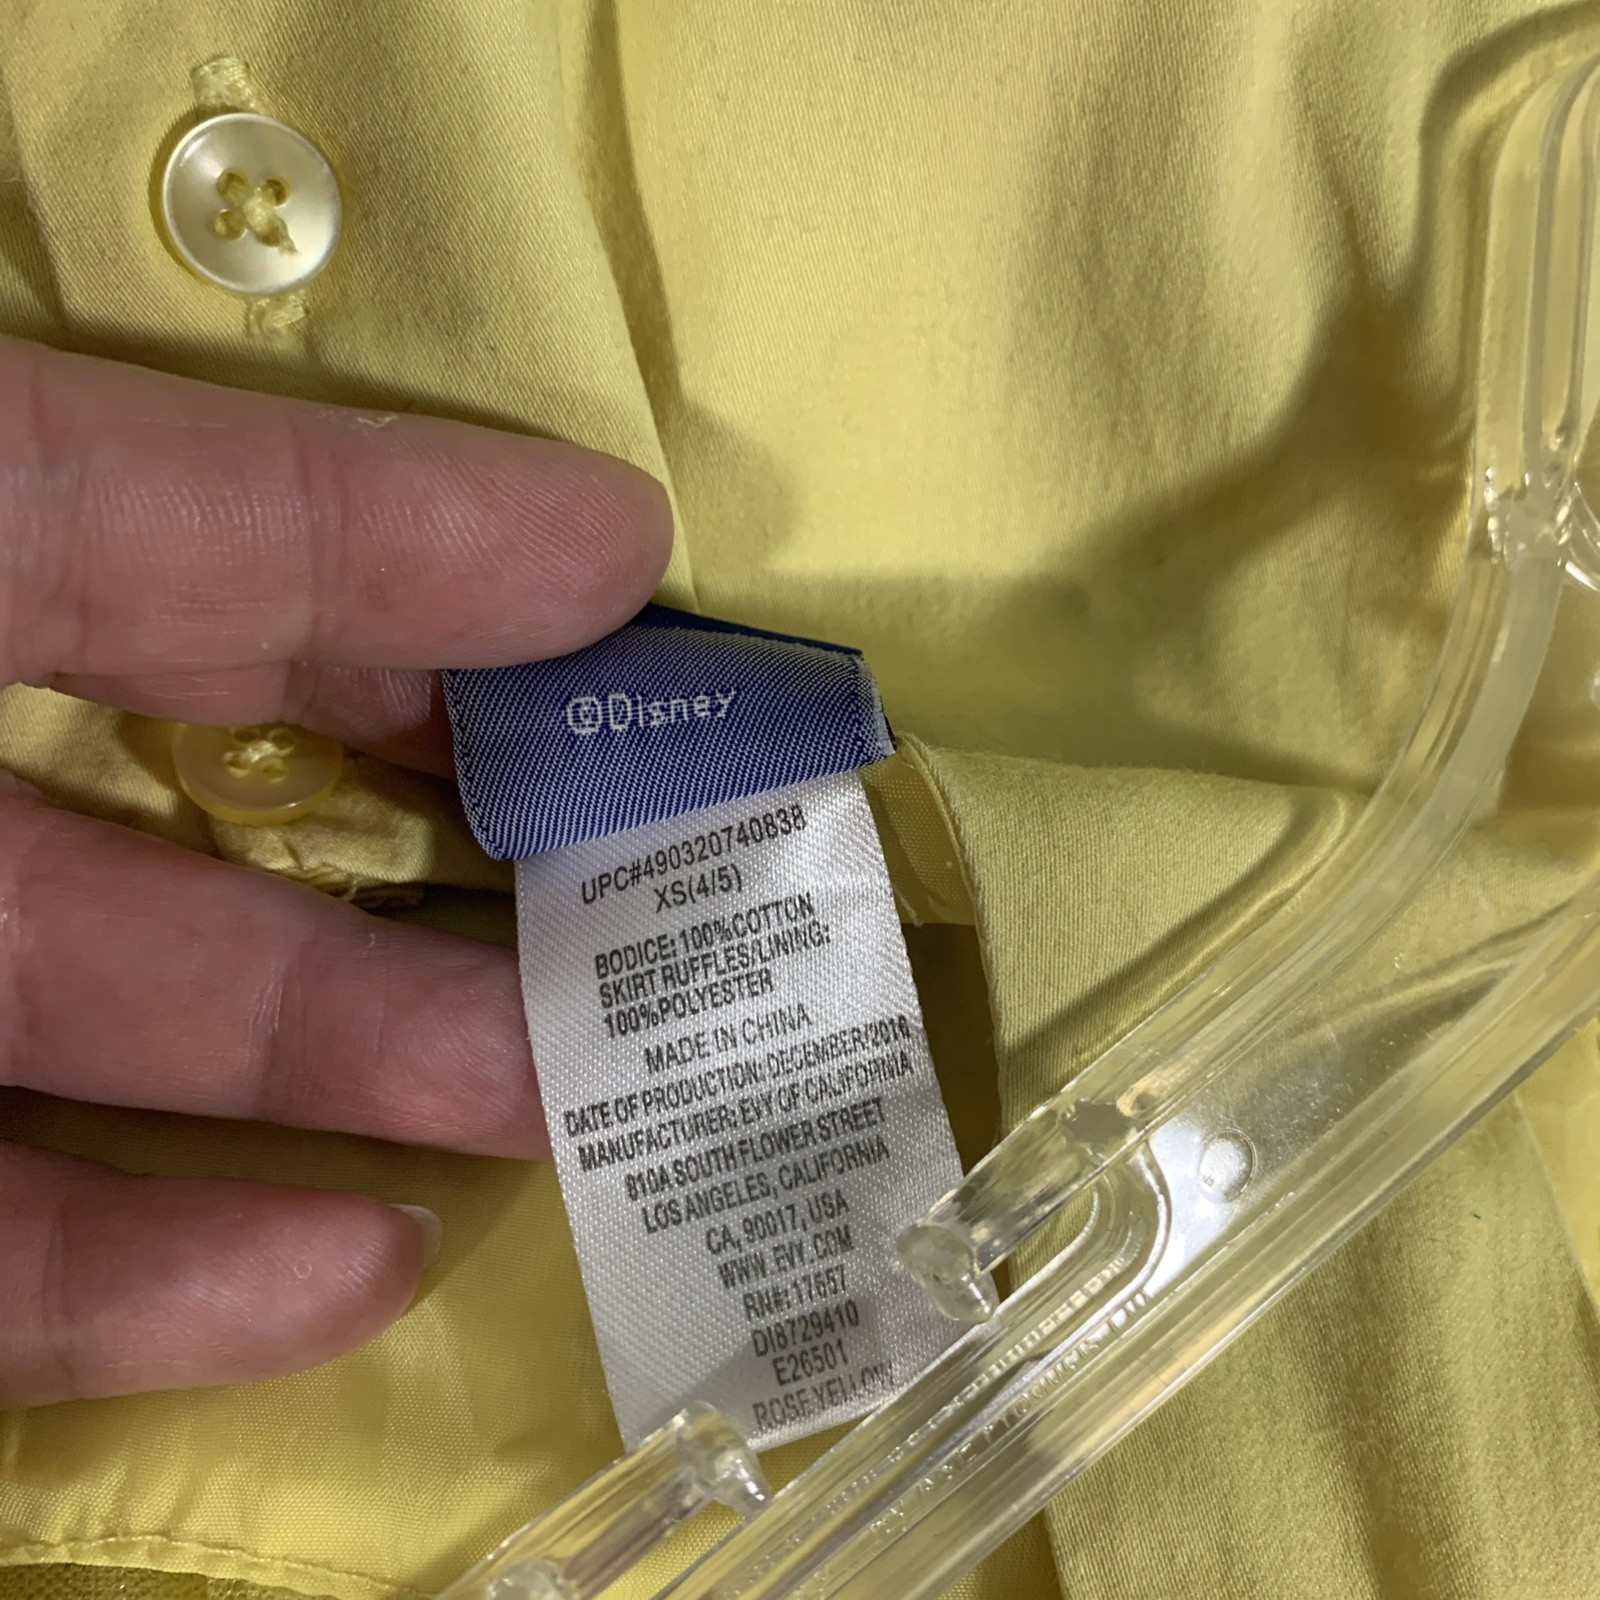 ©Disney
UPC#490320740838
XS(4/5)
BODICE: 100%COTTON
SKIRT RUFFLES/LINING:
100%POLYESTER
MADE IN CHINA
DATE OF PRODUCTION: DECEMBER/2016
MANUFACTURER: EVY OF CALIFORNIA
810A SOUTH FLOWER STREET
LOS ANGELES, CALIFORNIA
CA, 90017, USA
WWW.EVY.COM
RN#:17657
DI8729410
E26501
ROSE YELLOW